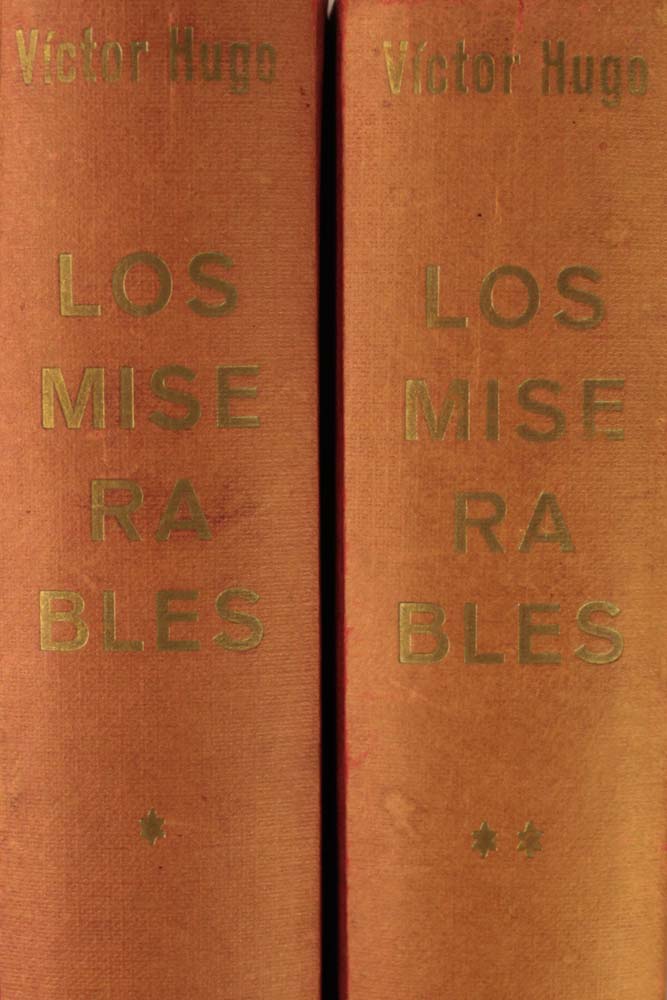 Víctor Hugo
LOS
MISE
RA
BLES
*
Víctor Hugo
LOS
MISE
RA
BLES
**